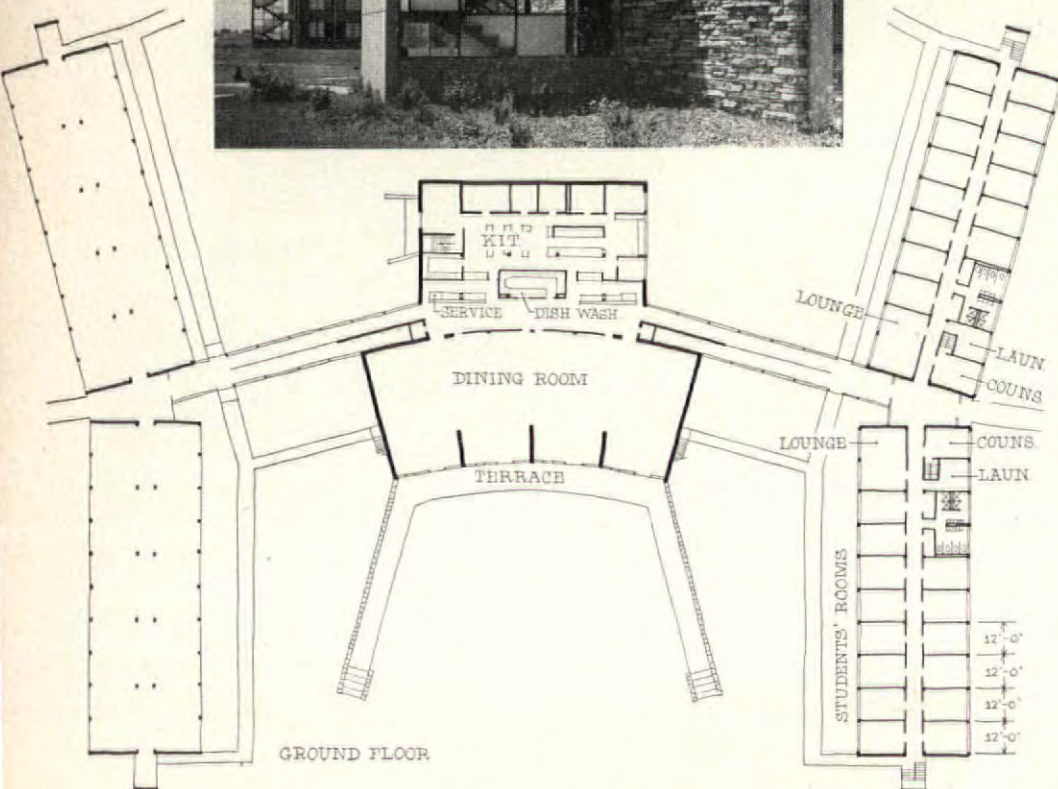 KIT.
SERVICE
DISH WASH.
DINING ROOM
TERRACE
LOUNGE
LAUN.
COUNS.
LOUNGE
COUNS.
LAUN.
STUDENTS' ROOMS
12'-0"
12'-0"
12'-0"
12'-0"
GROUND FLOOR